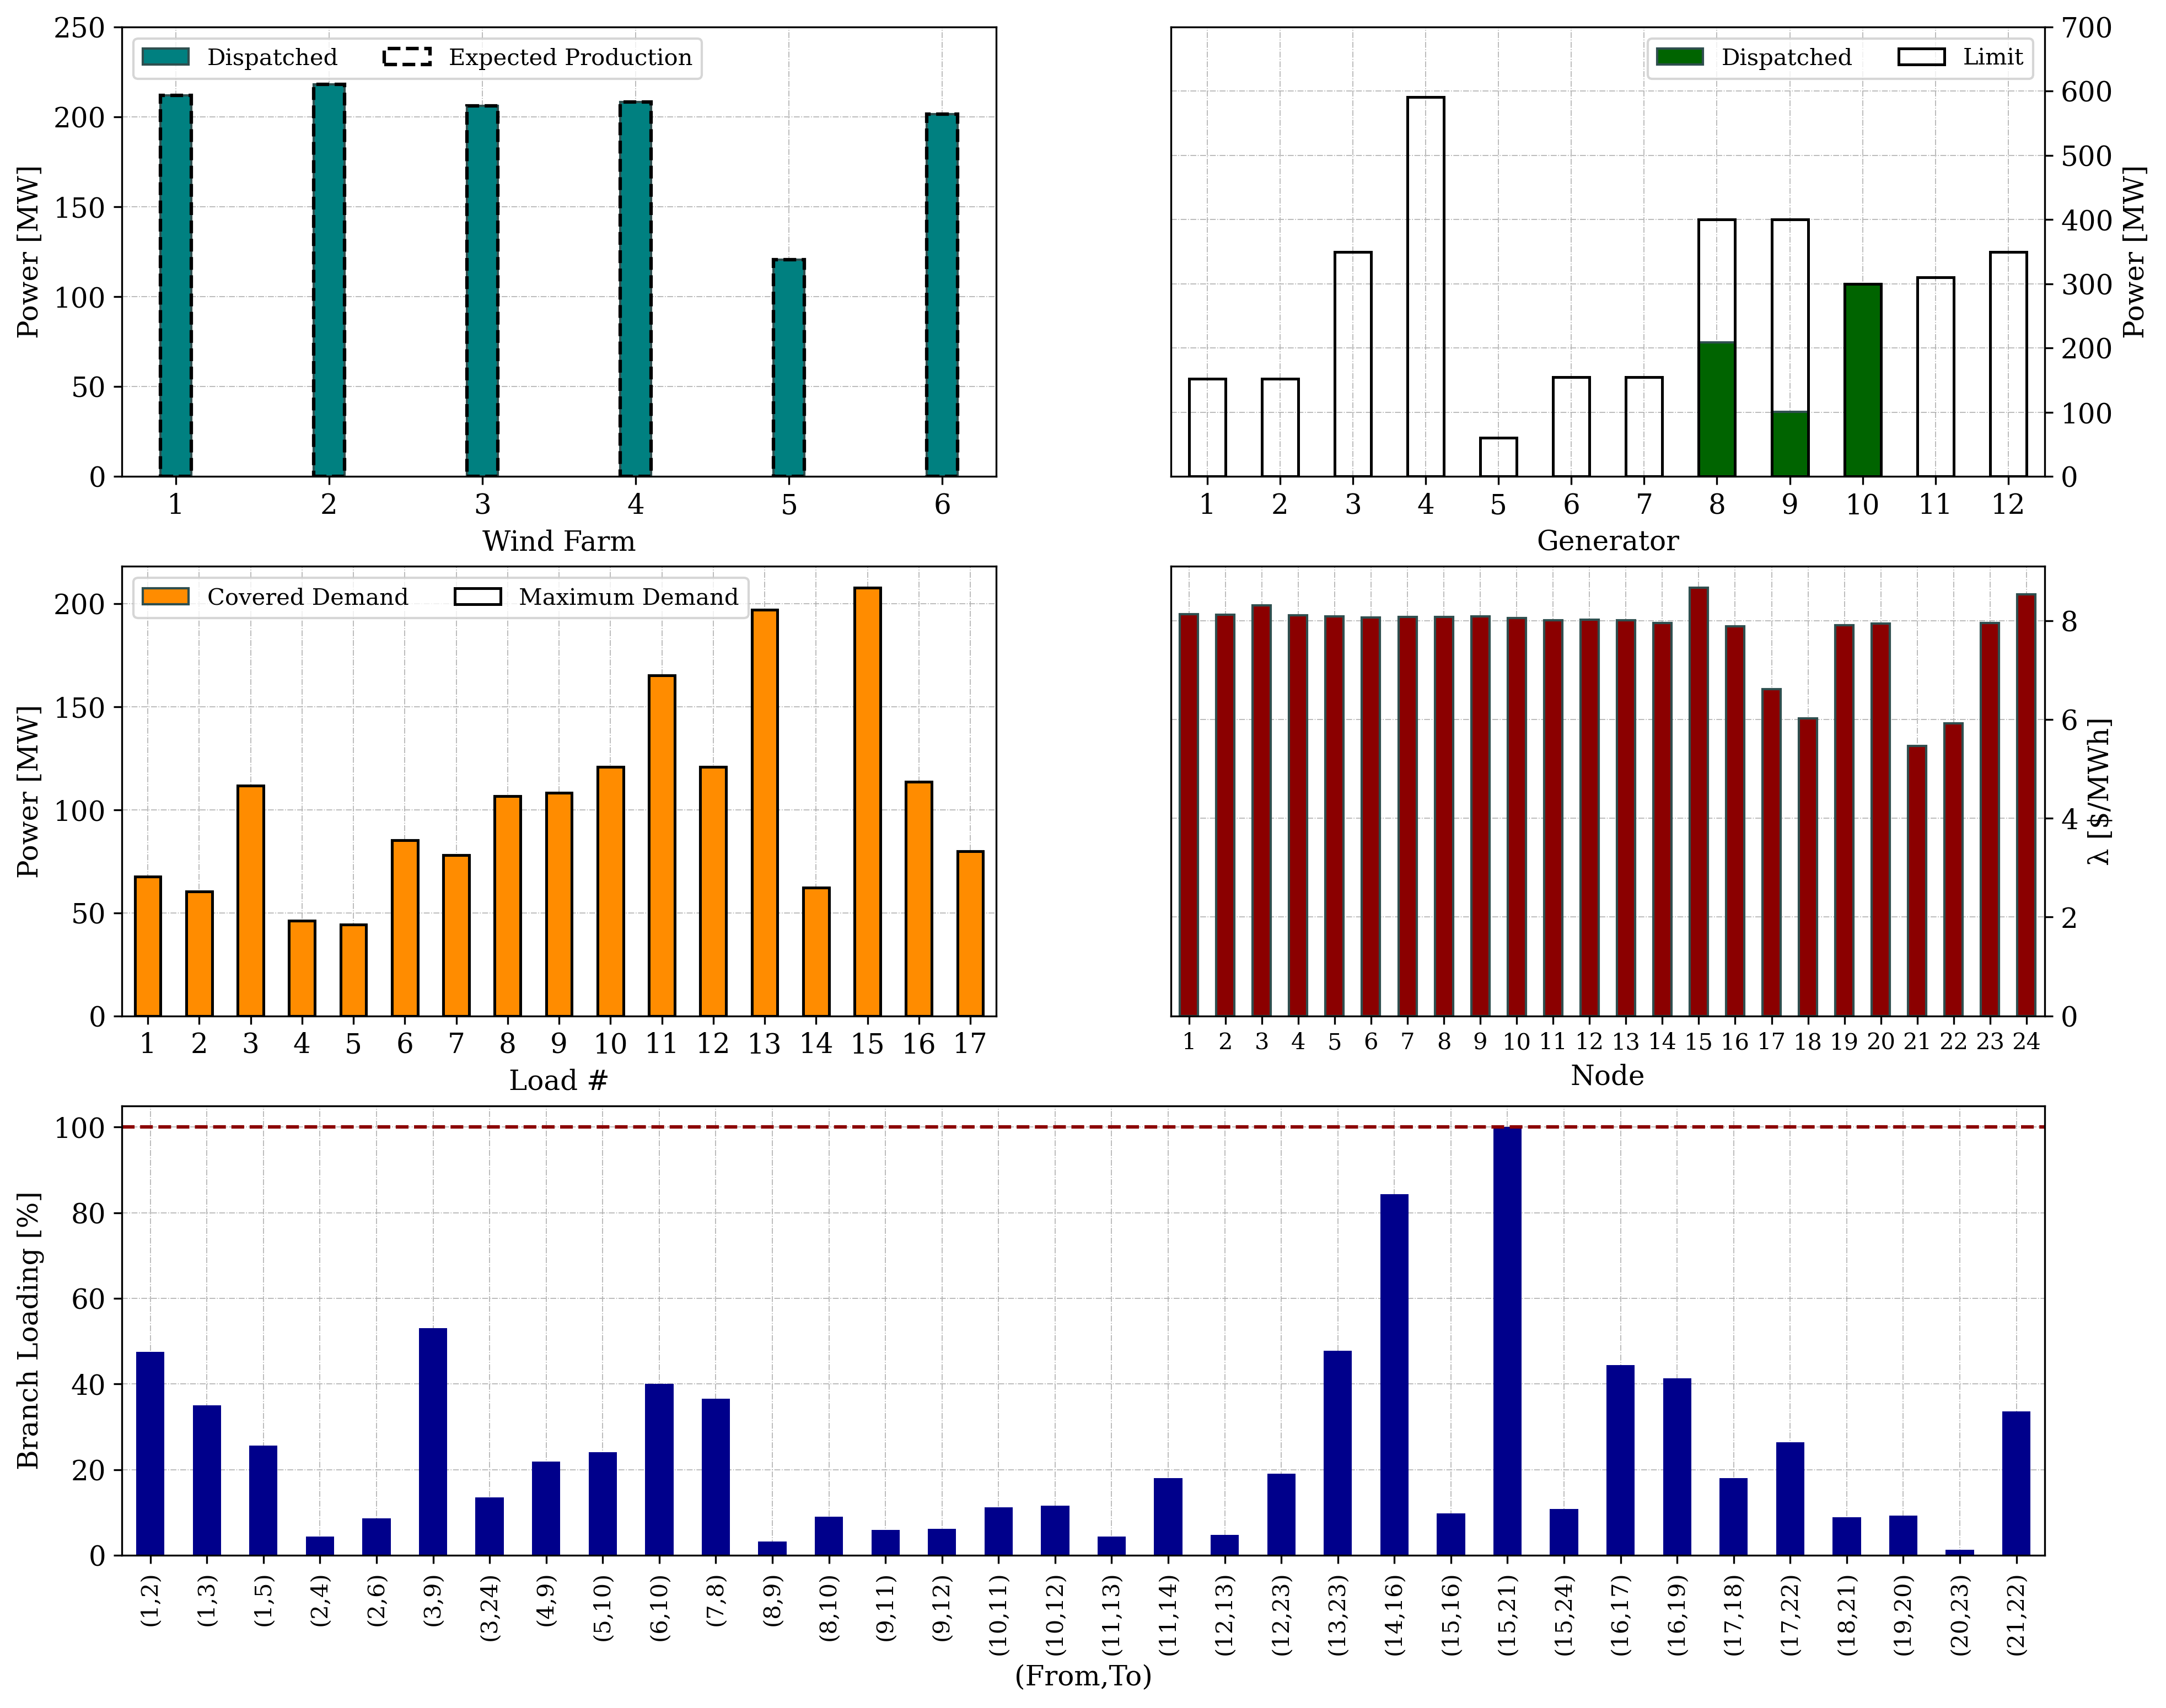 Dispatched Expected Production
Power [MW]
250
200
150
100
50
0
1 2 3 4 5 6
Wind Farm
Dispatched Limit
700
600
500
400
300
200
100
0
Power [MW]
1 2 3 4 5 6 7 8 9 10 11 12
Generator
Covered Demand Maximum Demand
Power [MW]
200
150
100
50
0
1 2 3 4 5 6 7 8 9 10 11 12 13 14 15 16 17
Load #
8
6
4
2
0
λ [$/MWh]
1 2 3 4 5 6 7 8 9 10 11 12 13 14 15 16 17 18 19 20 21 22 23 24
Node
Branch Loading [%]
100
80
60
40
20
0
(1,2) (1,3) (1,5) (2,4) (2,6) (3,9) (3,24) (4,9) (5,10) (6,10) (7,8) (8,9) (8,10) (9,11) (9,12) (10,11) (10,12) (11,13) (11,14) (12,13) (12,23) (13,23) (14,16) (15,16) (15,21) (15,24) (16,17) (16,19) (17,18) (17,22) (18,21) (19,20) (20,23) (21,22)
(From,To)